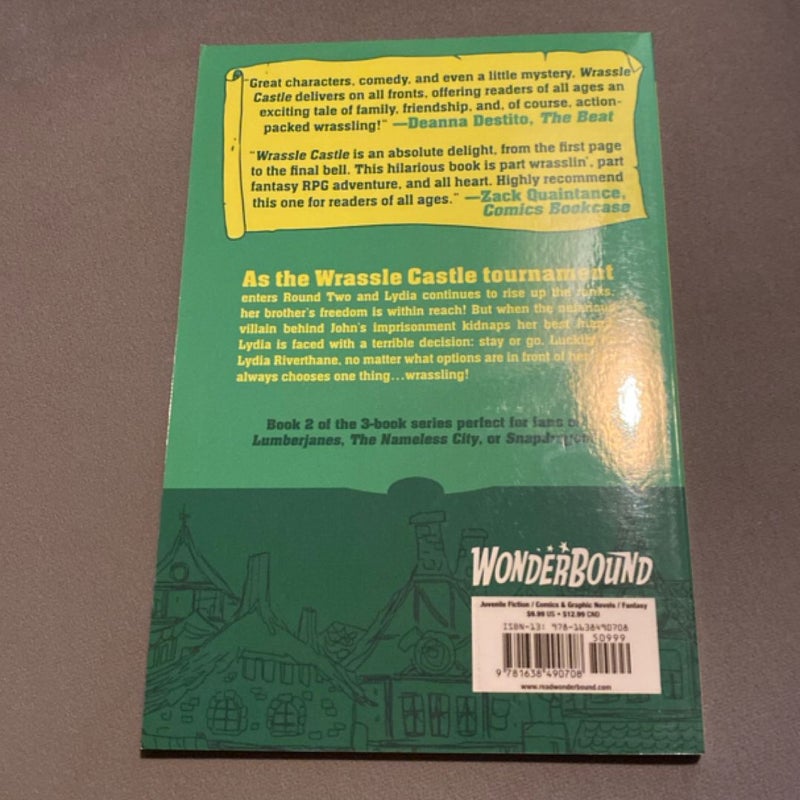 "Great characters, comedy, and even a little mystery, Wrassle
Castle delivers on all fronts, offering readers of all ages an
exciting tale of family, friendship, and, of course, action-
packed wrassling!" —Deanna Destito, The Beat
"Wrassle Castle is an absolute delight, from the first page
to the final bell. This hilarious book is part wrasslin', part
fantasy RPG adventure, and all heart. Highly recommend
this one for readers of all ages." —Zack Quaintance,
Comics Bookcase
As the Wrassle Castle tournament
enters Round Two and Lydia continues to rise up the ranks,
her brother's freedom is within reach! But when the
villain behind John's imprisonment kidnaps her best
Lydia is faced with a terrible decision: stay or go.
Lydia Riverthane, no matter what options are in front of
always chooses one thing...wrassling!
Book 2 of the 3-book series perfect for fans
Lumberjanes, The Nameless City, or
WONDERBOUND
Juvenile Fiction / Comics & Graphic Novels / Fantasy
$9.99 US • $12.99 CND
ISBN-13: 978-1638490708
50999
9 781638 490708
www.readwonderbound.com